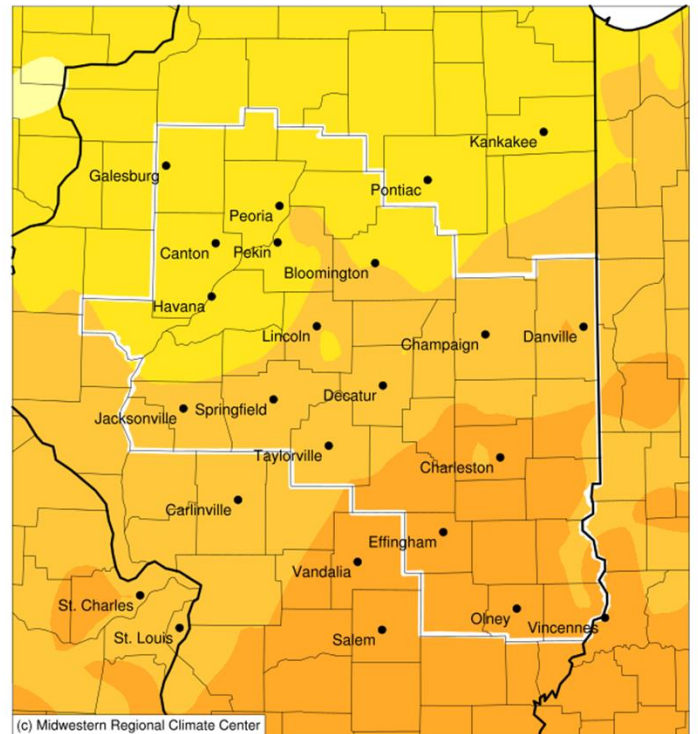 Kankakee
Galesburg
Pontiac
Peoria
Canton
Pekin
Bloomington
Havana
Lincoln
Champaign
Danville
Decatur
Jacksonville
Springfield
Taylorville
Charleston
Carlinville
Effingham
Vandalia
St. Charles
Olney
Vincennes
St. Louis
Salem
(c) Midwestern Regional Climate Center